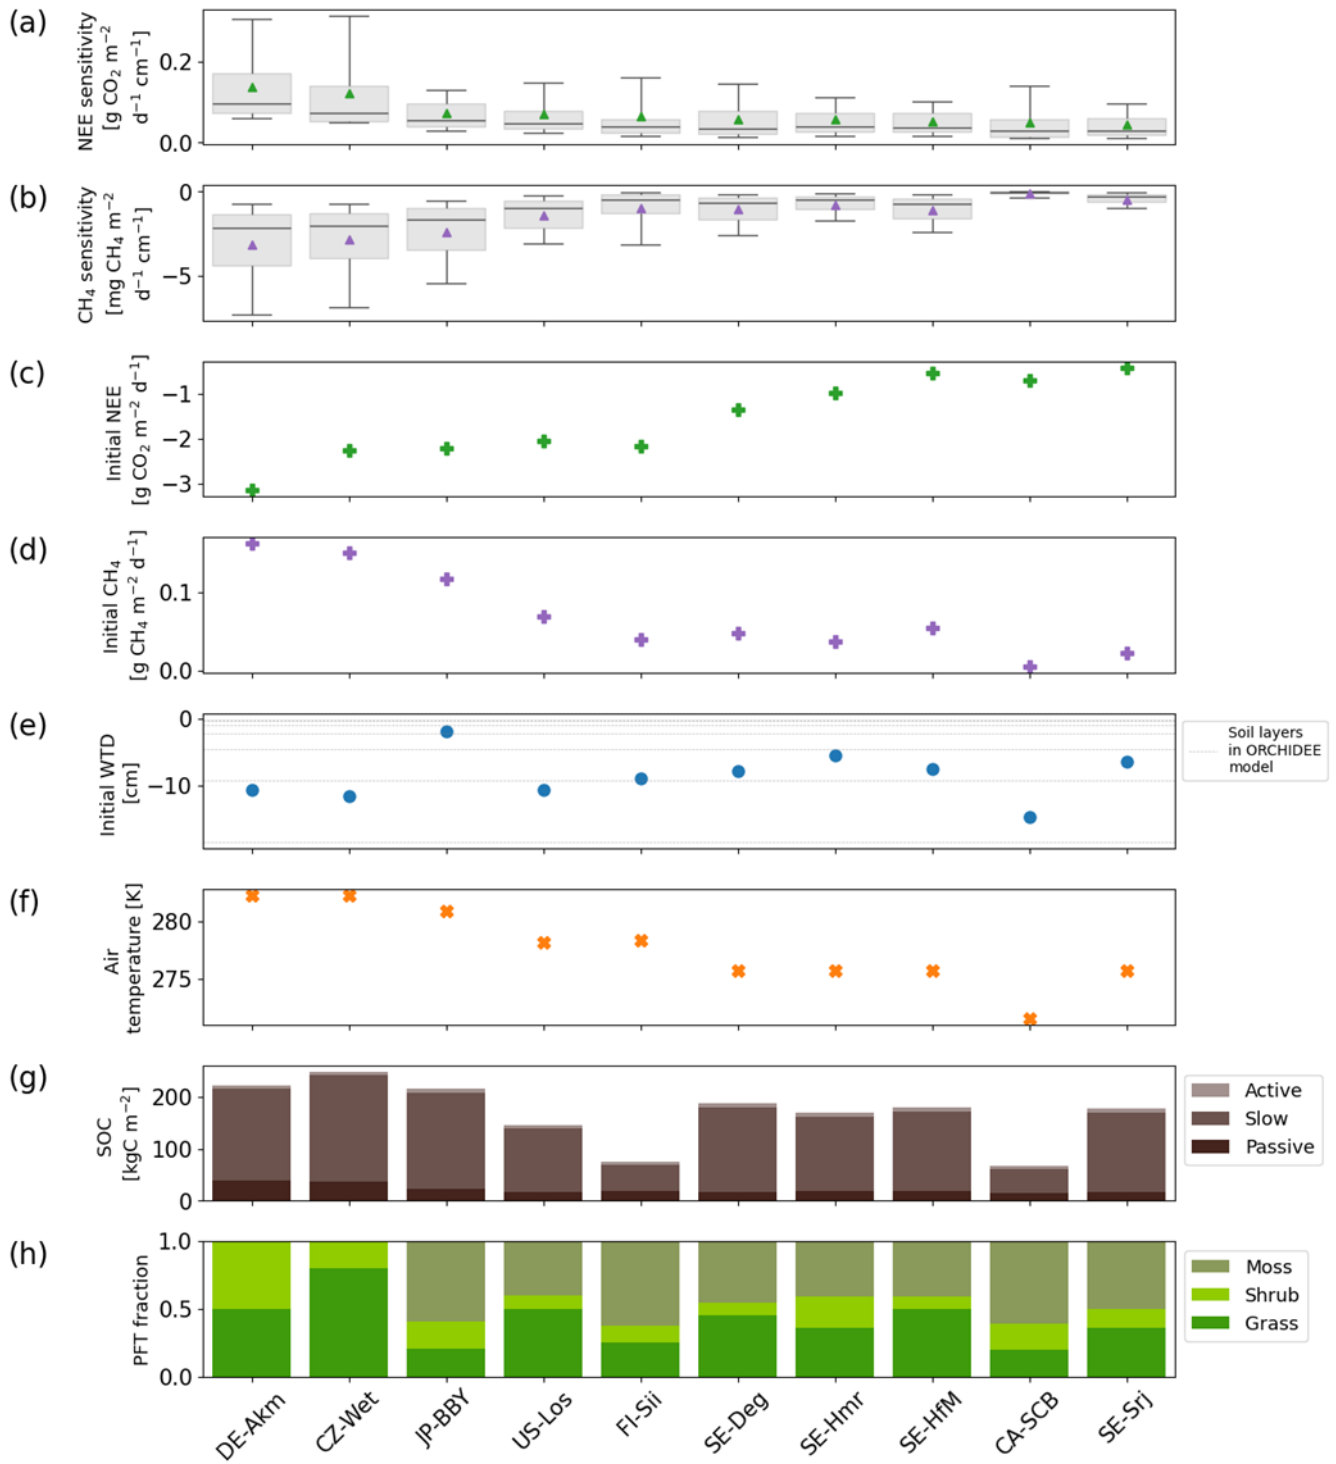 (a)
NEE sensitivity
[g CO₂ m⁻²
d⁻¹ cm⁻¹]
0.2
0.0
(b)
CH₄ sensitivity
[mg CH₄ m⁻²
d⁻¹ cm⁻¹]
0
−5
(c)
Initial NEE
[g CO₂ m⁻² d⁻¹]
−1
−2
−3
(d)
Initial CH₄
[g CH₄ m⁻² d⁻¹]
0.1
0.0
(e)
Initial WTD
[cm]
0
−10
Soil layers
in ORCHIDEE
model
(f)
Air
temperature [K]
280
275
(g)
SOC
[kgC m⁻²]
200
100
0
Active
Slow
Passive
(h)
PFT fraction
1.0
0.5
0.0
Moss
Shrub
Grass
DE-Akm
CZ-Wet
JP-BBY
US-Los
FI-Sii
SE-Deg
SE-Hmr
SE-HfM
CA-SCB
SE-Srj